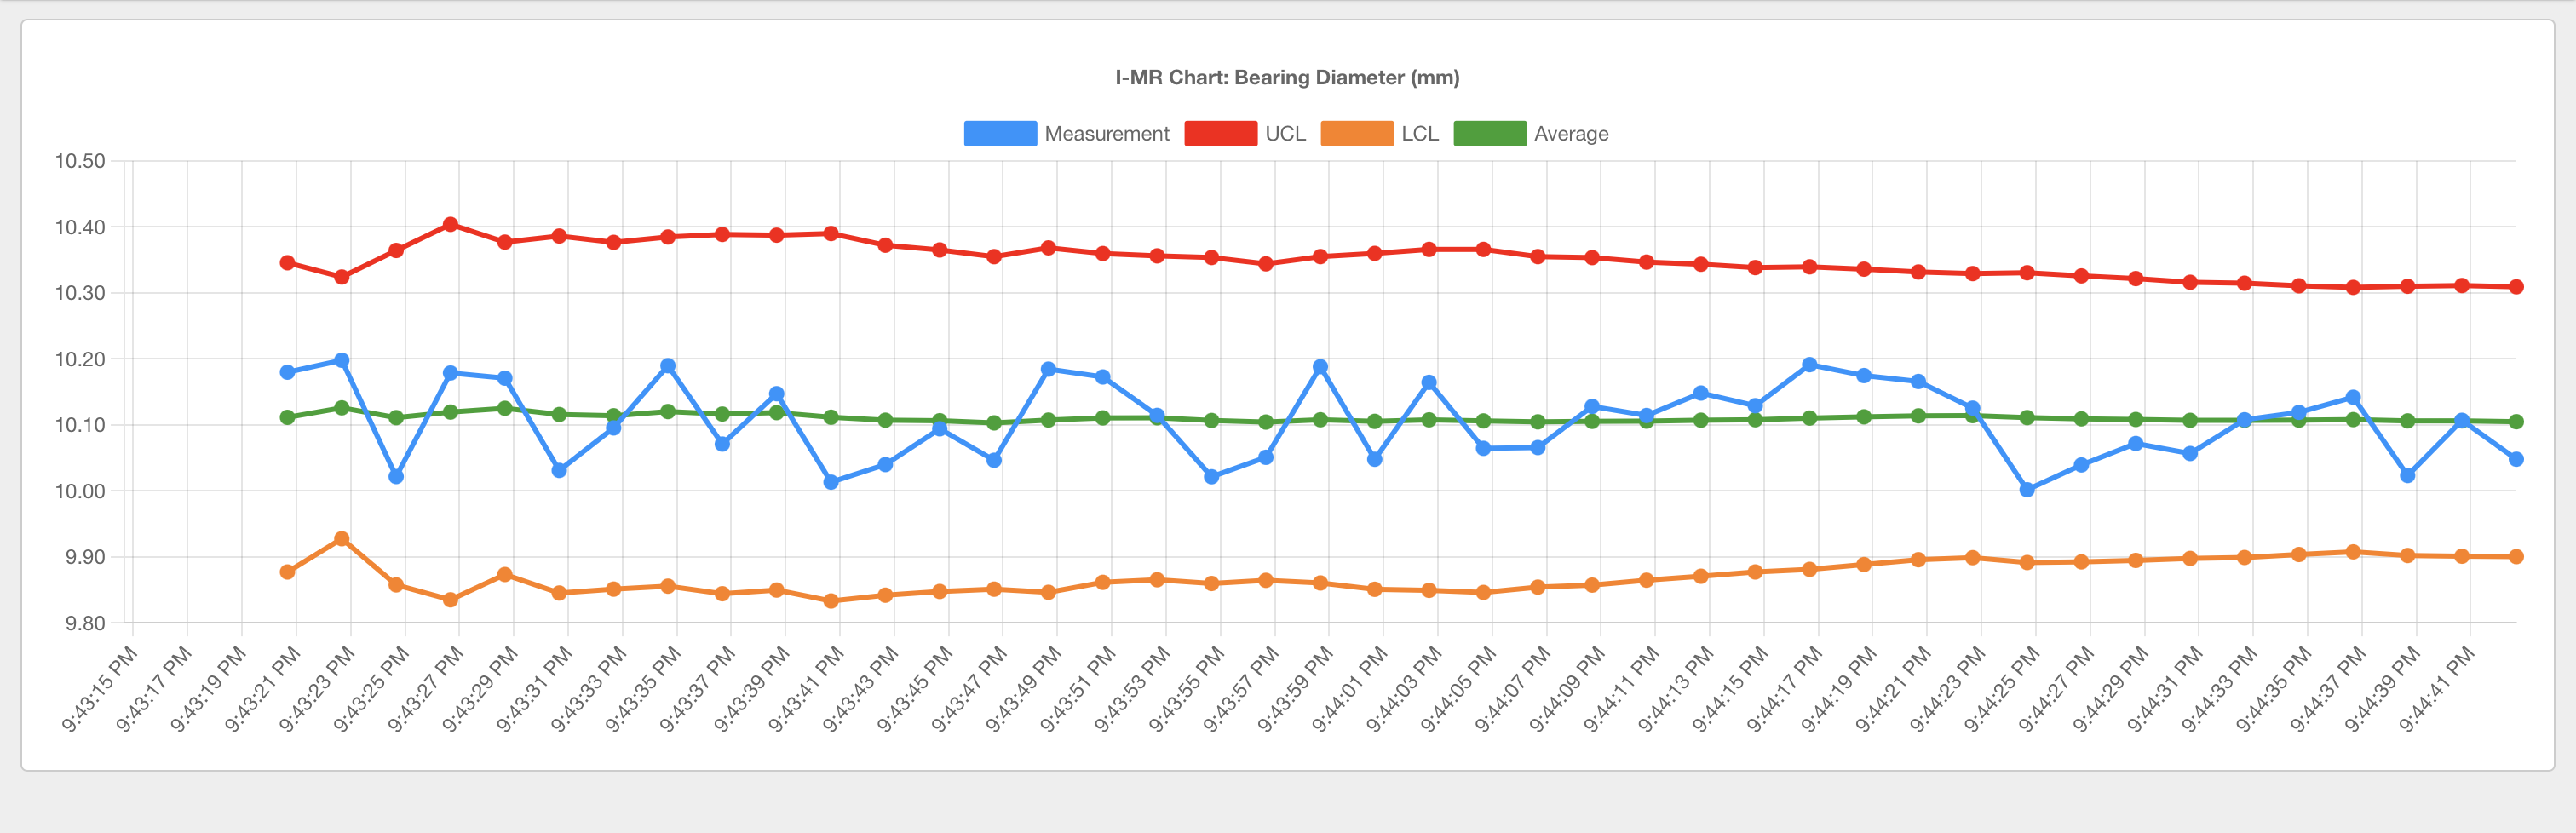 I-MR Chart: Bearing Diameter (mm)
Measurement UCL LCL Average
10.50
10.40
10.30
10.20
10.10
10.00
9.90
9.80
9:43:15 PM
9:43:17 PM
9:43:19 PM
9:43:21 PM
9:43:23 PM
9:43:25 PM
9:43:27 PM
9:43:29 PM
9:43:31 PM
9:43:33 PM
9:43:35 PM
9:43:37 PM
9:43:39 PM
9:43:41 PM
9:43:43 PM
9:43:45 PM
9:43:47 PM
9:43:49 PM
9:43:51 PM
9:43:53 PM
9:43:55 PM
9:43:57 PM
9:43:59 PM
9:44:01 PM
9:44:03 PM
9:44:05 PM
9:44:07 PM
9:44:09 PM
9:44:11 PM
9:44:13 PM
9:44:15 PM
9:44:17 PM
9:44:19 PM
9:44:21 PM
9:44:23 PM
9:44:25 PM
9:44:27 PM
9:44:29 PM
9:44:31 PM
9:44:33 PM
9:44:35 PM
9:44:37 PM
9:44:39 PM
9:44:41 PM